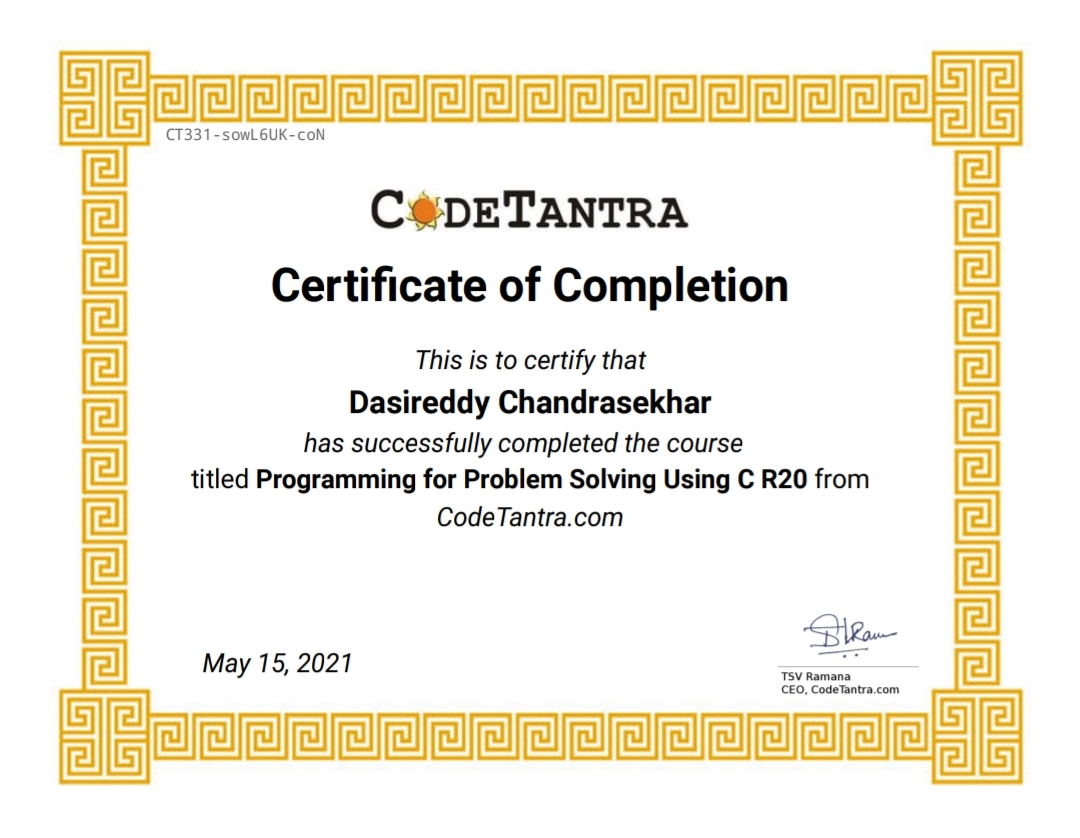 CT331-sowL6UK-coN
CODETANTRA
Certificate of Completion
This is to certify that
Dasireddy Chandrasekhar
has successfully completed the course
titled Programming for Problem Solving Using C R20 from
CodeTantra.com
May 15, 2021
TSV Ramana
CEO, CodeTantra.com